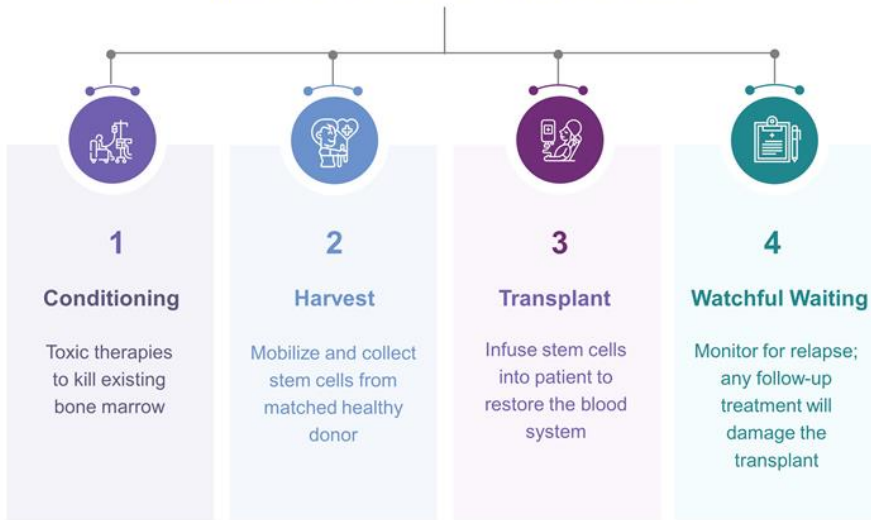 1
Conditioning
Toxic therapies
to kill existing
bone marrow
2
Harvest
Mobilize and collect
stem cells from
matched healthy
donor
3
Transplant
Infuse stem cells
into patient to
restore the blood
system
4
Watchful Waiting
Monitor for relapse;
any follow-up
treatment will
damage the
transplant